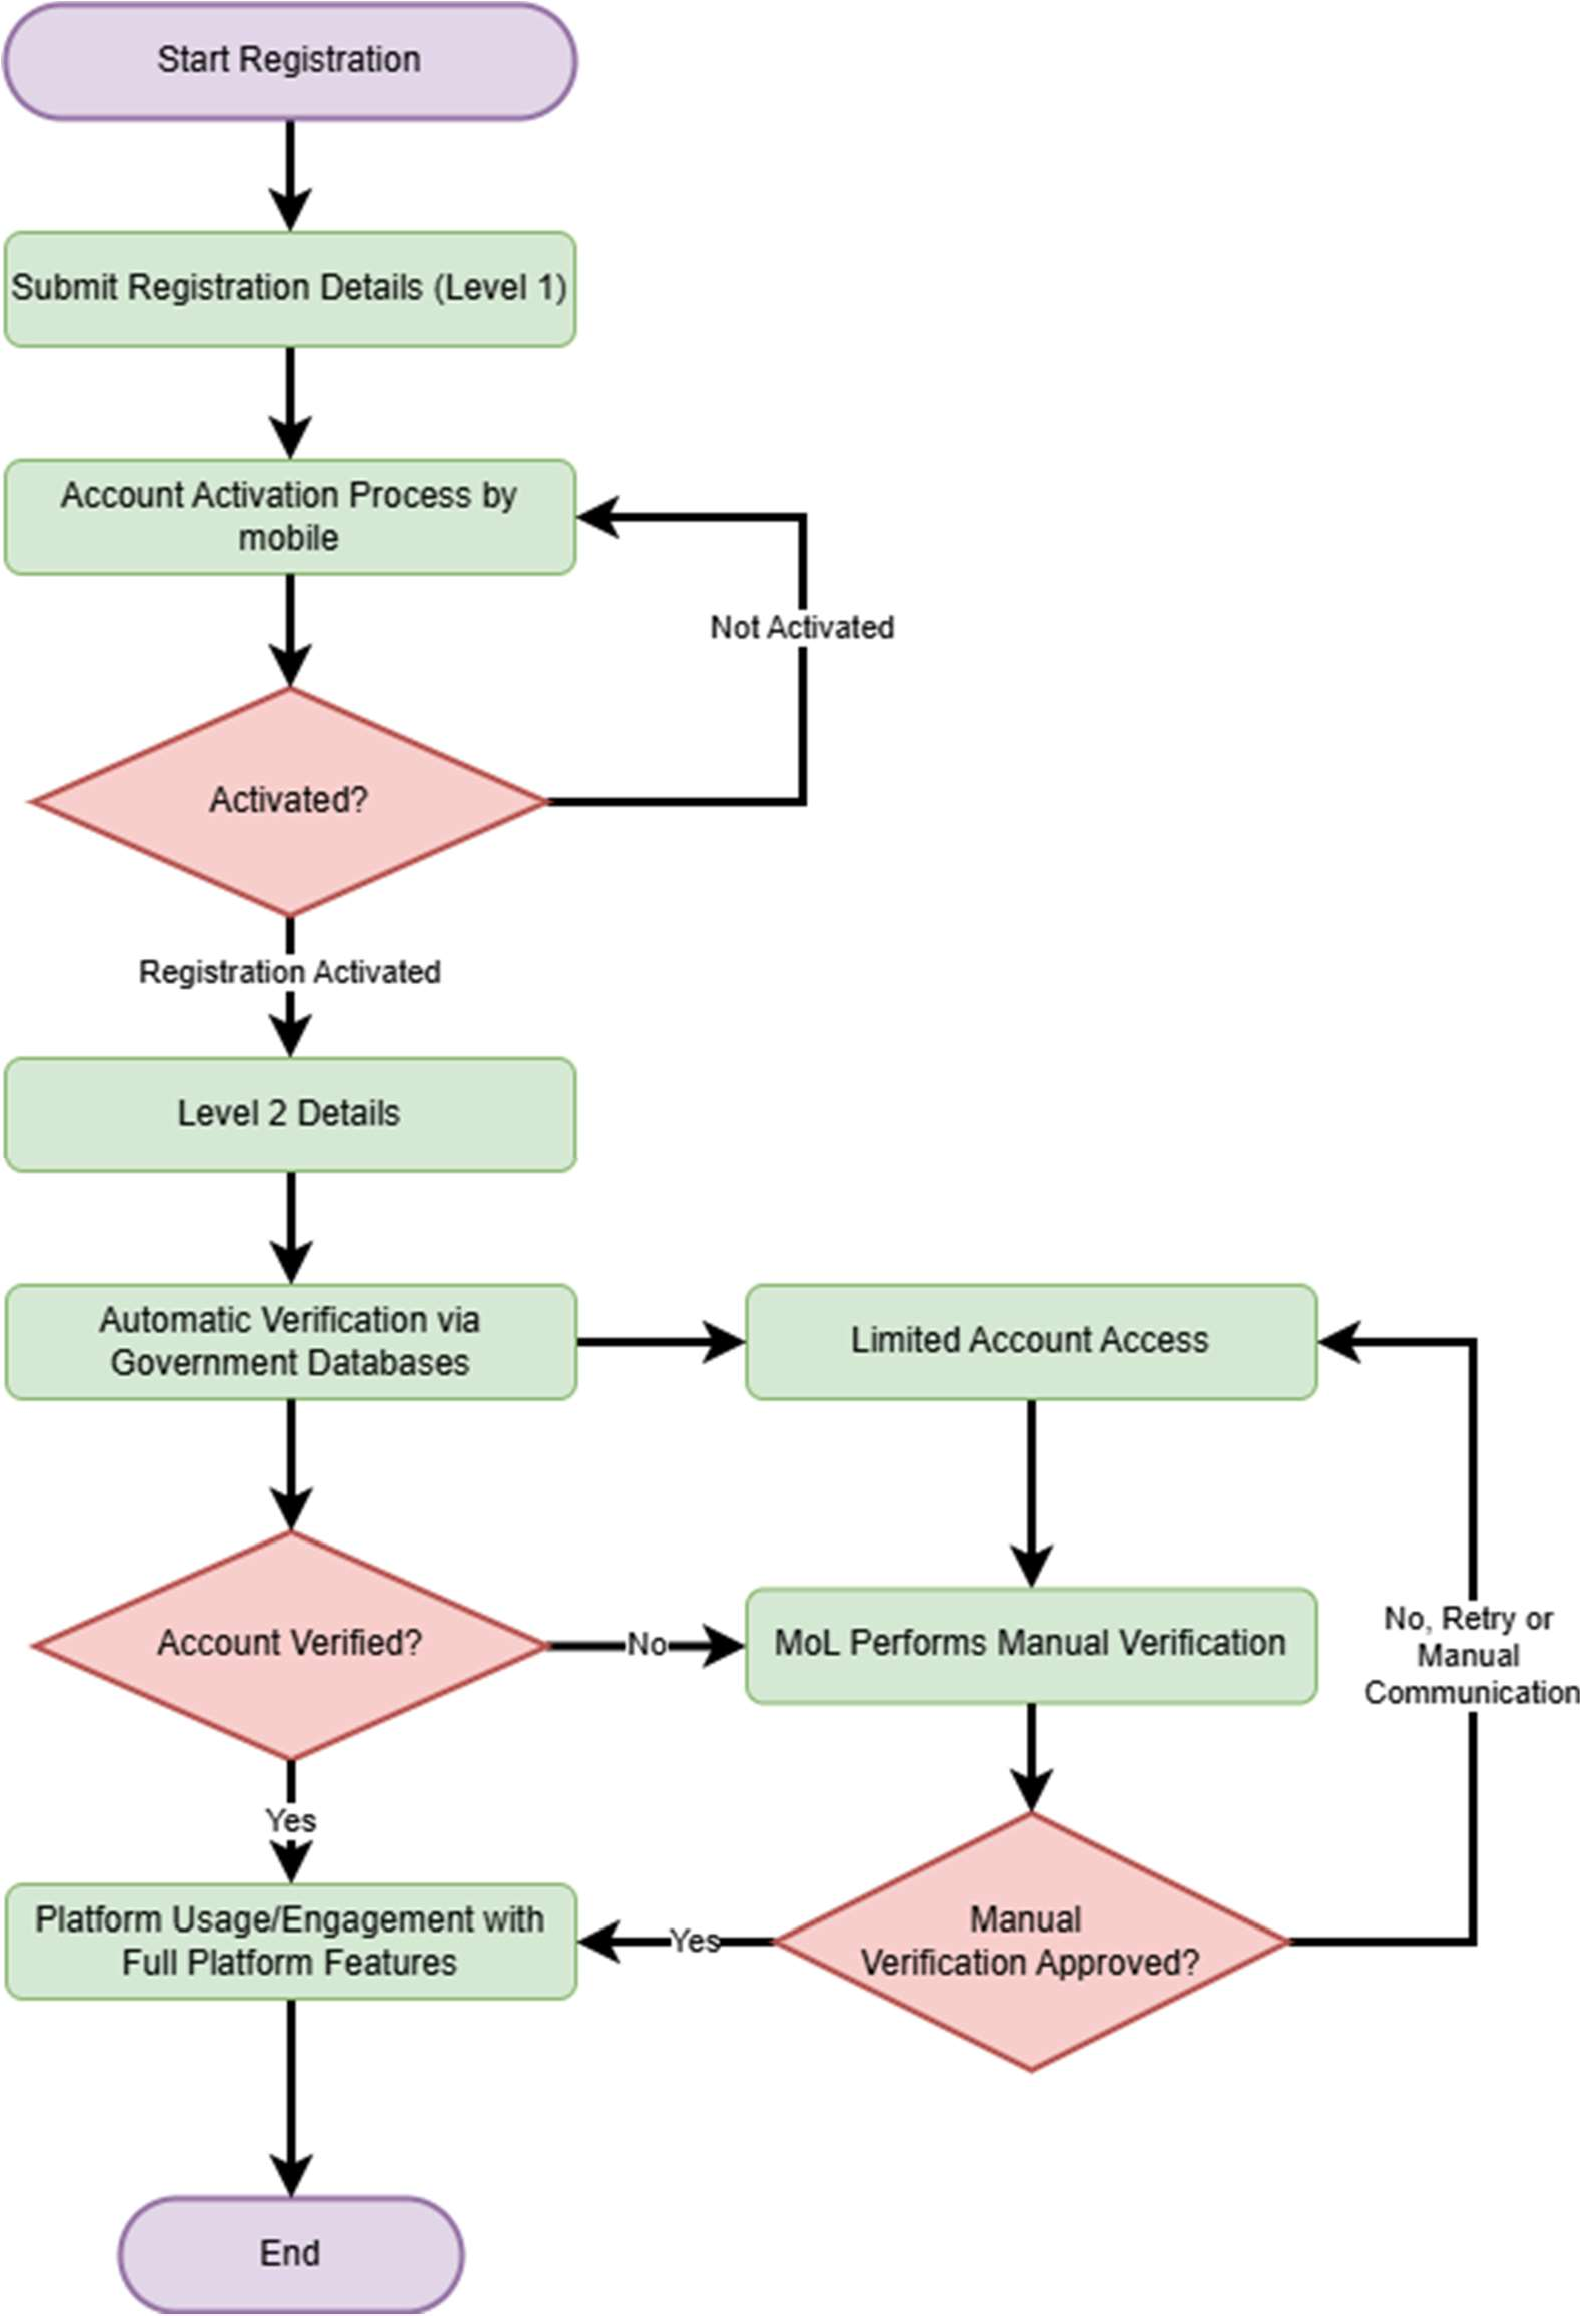 Start Registration
Submit Registration Details (Level 1)
Account Activation Process by
mobile
Not Activated
Activated?
Registration Activated
Level 2 Details
Automatic Verification via
Government Databases
Limited Account Access
Account Verified?
No
MoL Performs Manual Verification
No, Retry or
Manual
Communication
Yes
Platform Usage/Engagement with
Full Platform Features
Yes
Manual
Verification Approved?
End